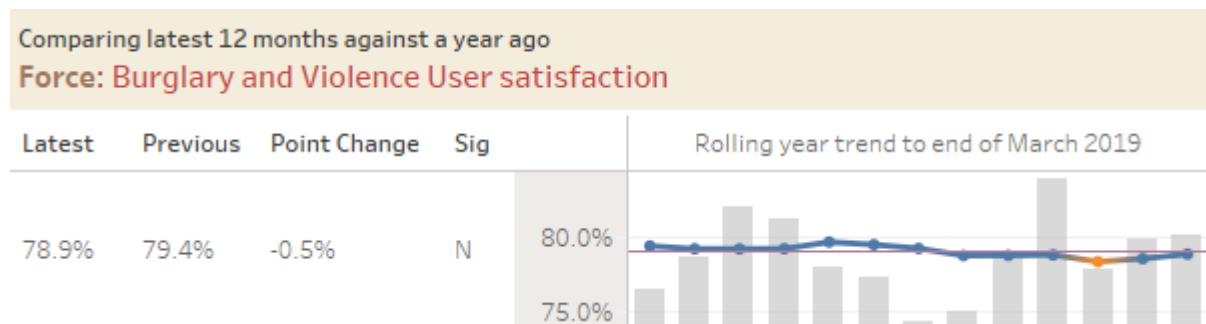 Comparing latest 12 months against a year ago
Force: Burglary and Violence User satisfaction
Latest Previous Point Change Sig Rolling year trend to end of March 2019
78.9% 79.4% -0.5% N 80.0%
75.0%